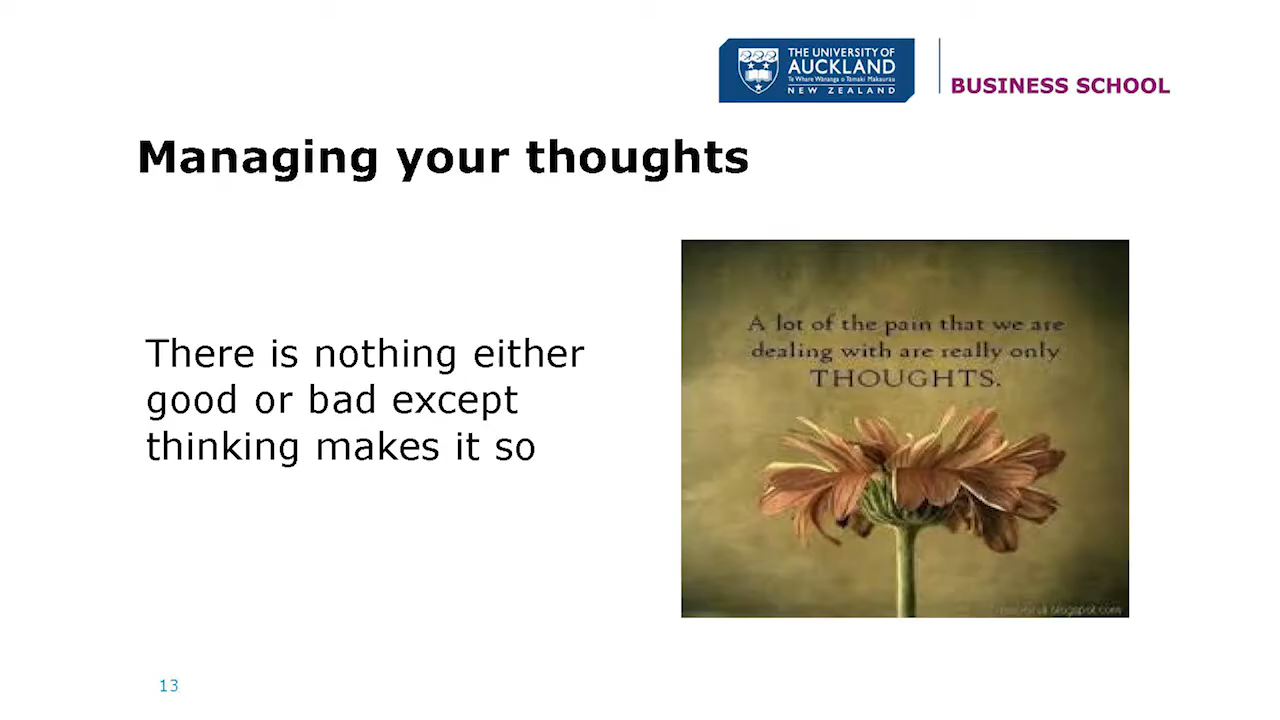 THE UNIVERSITY OF
AUCKLAND
Te Whare Wananga o Tamaki Makaurau
NEW ZEALAND
BUSINESS SCHOOL
Managing your thoughts
There is nothing either
good or bad except
thinking makes it so
A lot of the pain that we are
dealing with are really only
THOUGHTS.
13